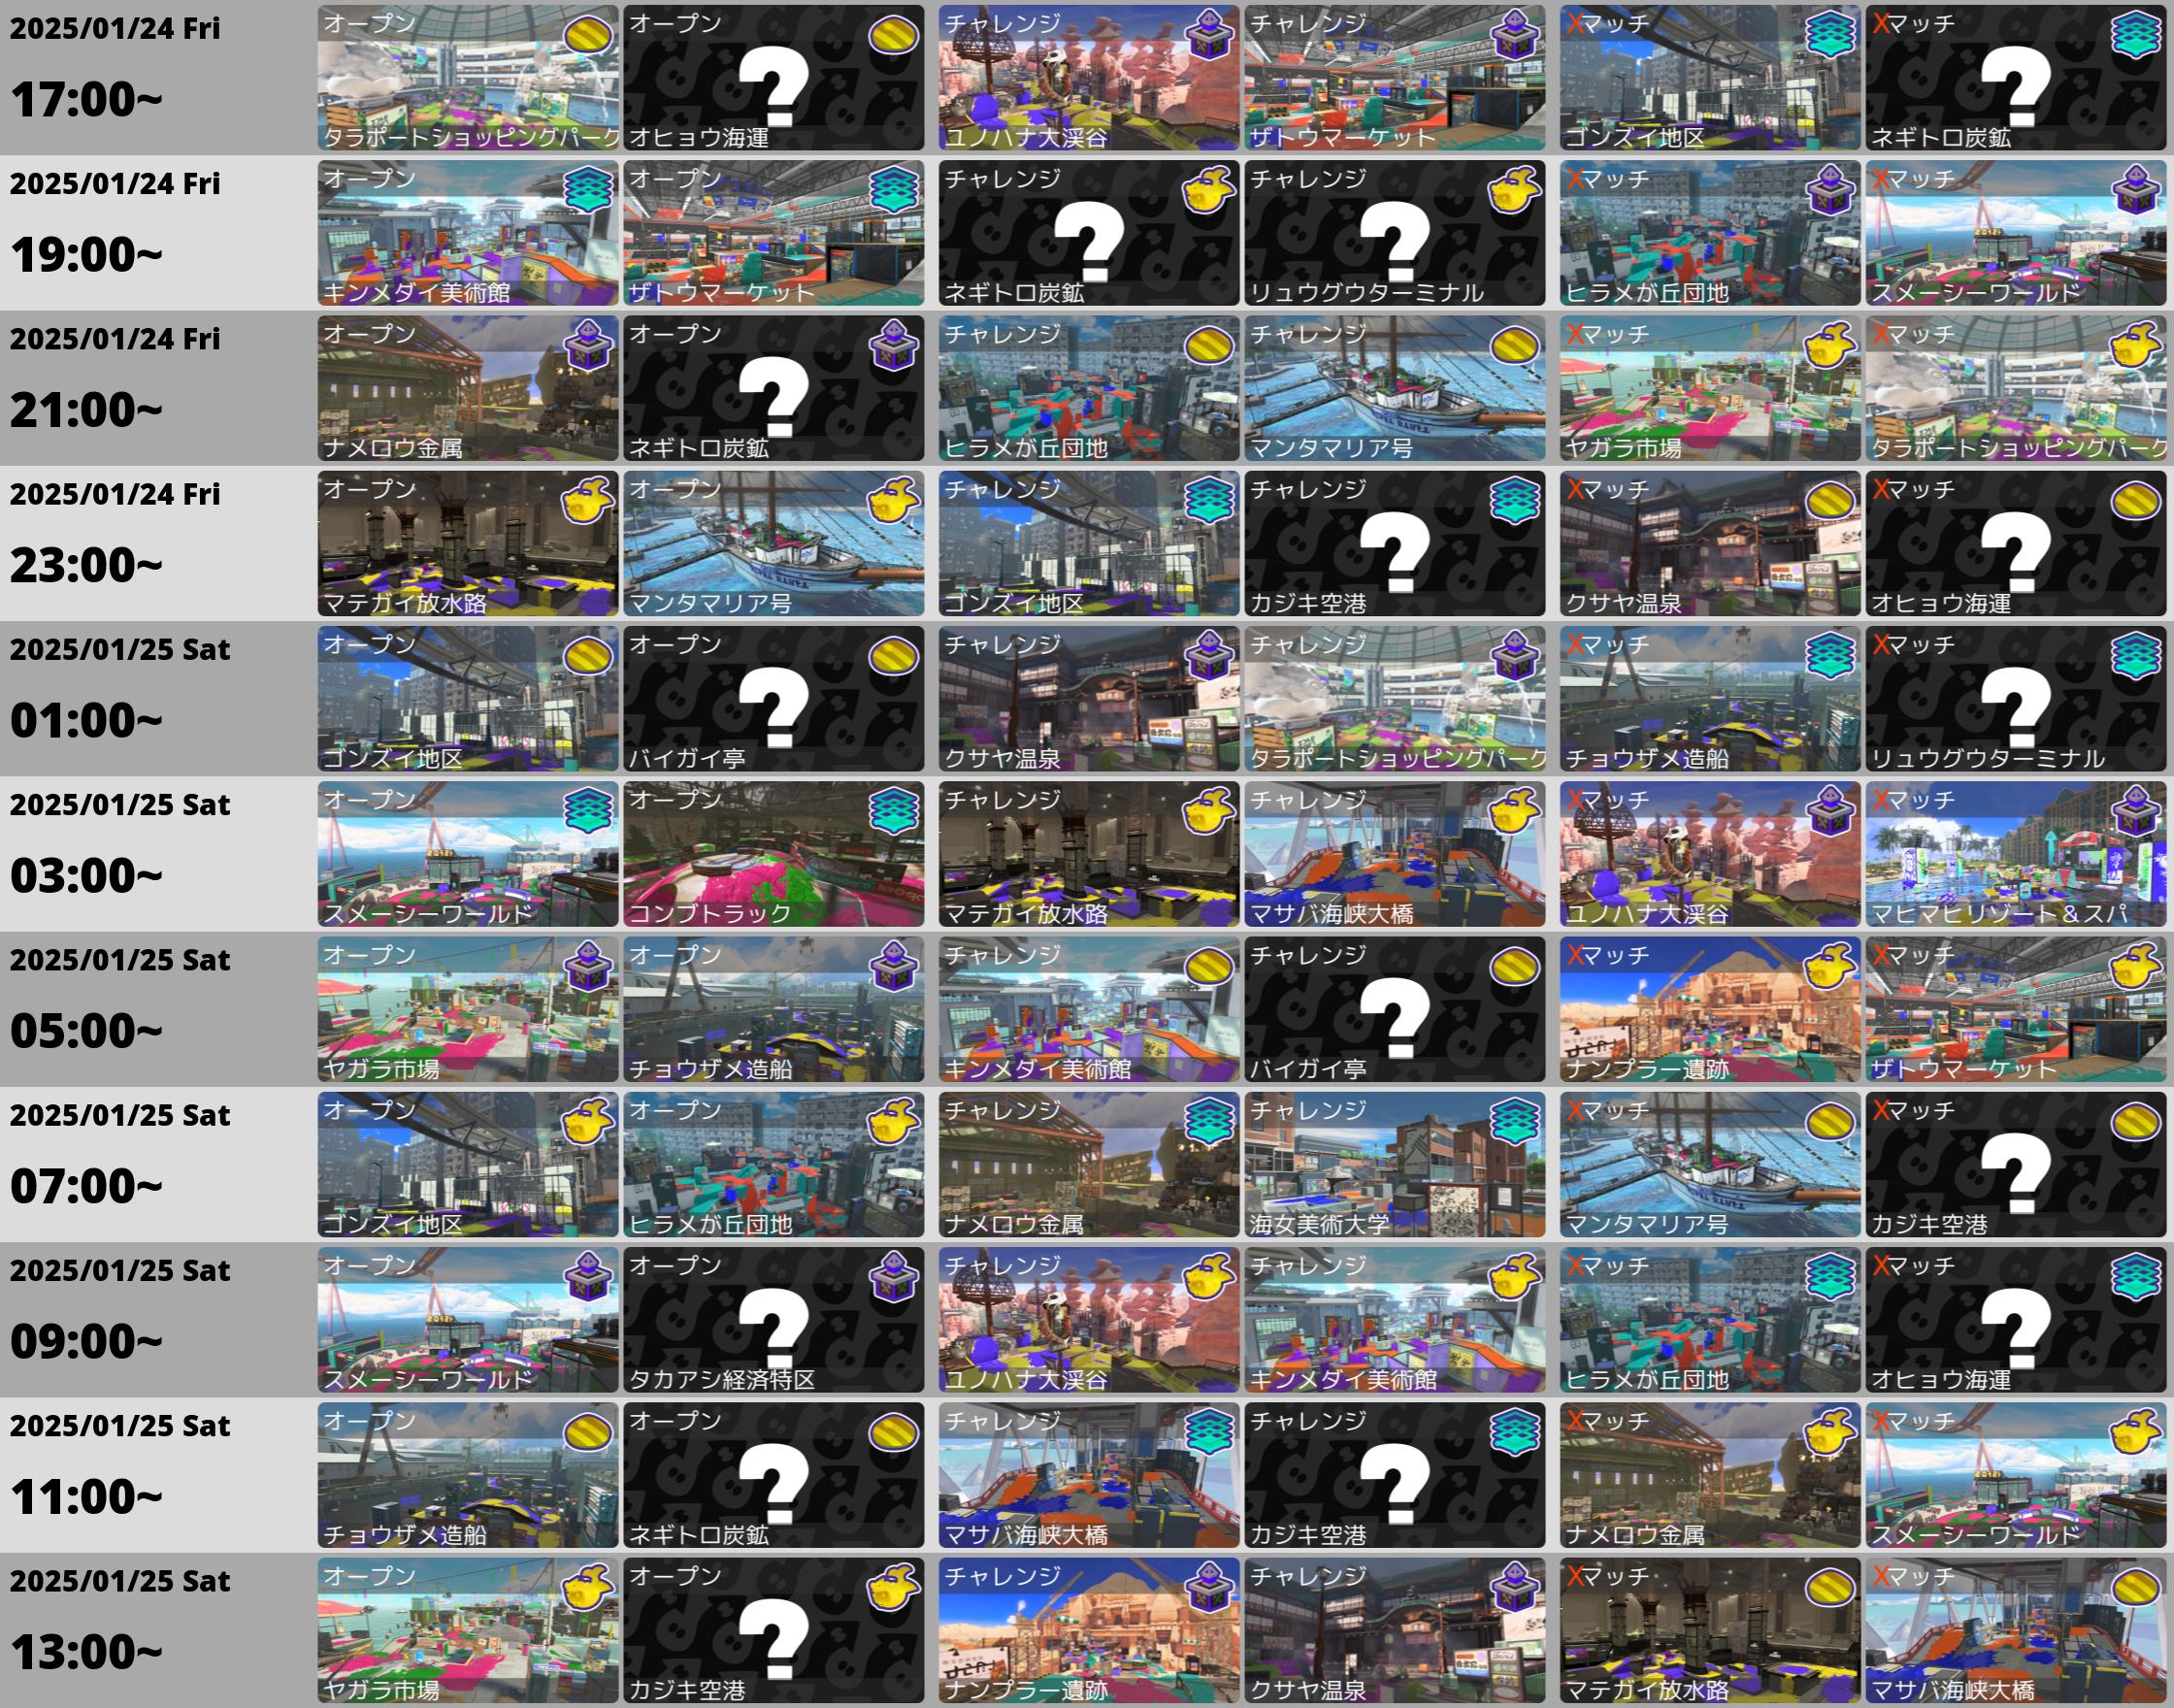 2025/01/24 Fri
17:00~
オープン
タラポートショッピングパーク
オープン
オヒョウ海運
チャレンジ
ユノハナ大渓谷
チャレンジ
ザトウマーケット
Xマッチ
ゴンズイ地区
Xマッチ
ネギトロ炭鉱
2025/01/24 Fri
19:00~
オープン
キンメダイ美術館
オープン
ザトウマーケット
チャレンジ
ネギトロ炭鉱
チャレンジ
リュウグウターミナル
Xマッチ
ヒラメが丘団地
Xマッチ
スメーシーワールド
2025/01/24 Fri
21:00~
オープン
ナメロウ金属
オープン
ネギトロ炭鉱
チャレンジ
ヒラメが丘団地
チャレンジ
マンタマリア号
Xマッチ
ヤガラ市場
Xマッチ
タラポートショッピングパーク
2025/01/24 Fri
23:00~
オープン
マテガイ放水路
オープン
マンタマリア号
チャレンジ
ゴンズイ地区
チャレンジ
カジキ空港
Xマッチ
クサヤ温泉
Xマッチ
オヒョウ海運
2025/01/25 Sat
01:00~
オープン
ゴンズイ地区
オープン
バイガイ亭
チャレンジ
クサヤ温泉
チャレンジ
タラポートショッピングパーク
Xマッチ
チョウザメ造船
Xマッチ
リュウグウターミナル
2025/01/25 Sat
03:00~
オープン
スメーシーワールド
オープン
コンブトラック
チャレンジ
マテガイ放水路
チャレンジ
マサバ海峡大橋
Xマッチ
ユノハナ大渓谷
Xマッチ
マヒマヒリゾート&スパ
2025/01/25 Sat
05:00~
オープン
ヤガラ市場
オープン
チョウザメ造船
チャレンジ
キンメダイ美術館
チャレンジ
バイガイ亭
Xマッチ
ナンプラー遺跡
Xマッチ
ザトウマーケット
2025/01/25 Sat
07:00~
オープン
ゴンズイ地区
オープン
ヒラメが丘団地
チャレンジ
ナメロウ金属
チャレンジ
海女美術大学
Xマッチ
マンタマリア号
Xマッチ
カジキ空港
2025/01/25 Sat
09:00~
オープン
スメーシーワールド
オープン
タカアシ経済特区
チャレンジ
ユノハナ大渓谷
チャレンジ
キンメダイ美術館
Xマッチ
ヒラメが丘団地
Xマッチ
オヒョウ海運
2025/01/25 Sat
11:00~
オープン
チョウザメ造船
オープン
ネギトロ炭鉱
チャレンジ
マサバ海峡大橋
チャレンジ
カジキ空港
Xマッチ
ナメロウ金属
Xマッチ
スメーシーワールド
2025/01/25 Sat
13:00~
オープン
ヤガラ市場
オープン
カジキ空港
チャレンジ
ナンプラー遺跡
チャレンジ
クサヤ温泉
Xマッチ
マテガイ放水路
Xマッチ
マサバ海峡大橋